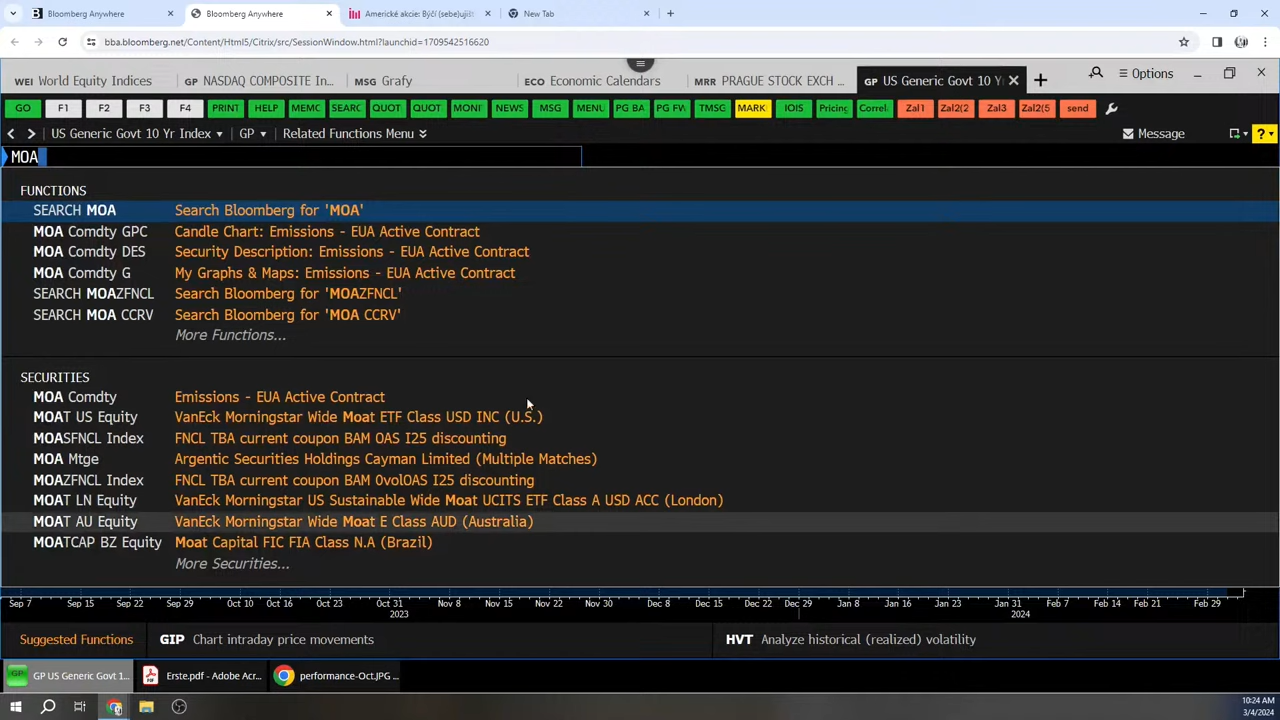 Bloomberg Anywhere
Bloomberg Anywhere
Americké akcie: Býčí (sebe)ujišt
New Tab
bba.bloomberg.net/Content/Html5/Citrix/src/SessionWindow.html?launchid=1709542516620
WEI World Equity Indices
GP NASDAQ COMPOSITE In...
MSG Grafy
ECO Economic Calendars
MRR PRAGUE STOCK EXCH ...
GP US Generic Govt 10 Y
Options
GO F1 F2 F3 F4 PRINT HELP MEMC SEARC QUOT QUOT MONI NEWS MSG MENU PG BA PG FW TMSG MARK IOIS Pricing Correl. Zal1 Zal2(2 Zal3 Zal2(5 send
US Generic Govt 10 Yr Index GP Related Functions Menu Message ?
MOA
FUNCTIONS
SEARCH MOA Search Bloomberg for 'MOA'
MOA Comdty GPC Candle Chart: Emissions - EUA Active Contract
MOA Comdty DES Security Description: Emissions - EUA Active Contract
MOA Comdty G My Graphs & Maps: Emissions - EUA Active Contract
SEARCH MOAZFNCL Search Bloomberg for 'MOAZFNCL'
SEARCH MOA CCRV Search Bloomberg for 'MOA CCRV'
More Functions...
SECURITIES
MOA Comdty Emissions - EUA Active Contract
MOAT US Equity VanEck Morningstar Wide Moat ETF Class USD INC (U.S.)
MOASFNCL Index FNCL TBA current coupon BAM OAS I25 discounting
MOA Mtge Argentic Securities Holdings Cayman Limited (Multiple Matches)
MOAZFNCL Index FNCL TBA current coupon BAM 0volOAS I25 discounting
MOAT LN Equity VanEck Morningstar US Sustainable Wide Moat UCITS ETF Class A USD ACC (London)
MOAT AU Equity VanEck Morningstar Wide Moat E Class AUD (Australia)
MOATCAP BZ Equity Moat Capital FIC FIA Class N.A (Brazil)
More Securities...
Sep 7 Sep 15 Sep 22 Sep 29 Oct 10 Oct 16 Oct 23 Oct 31 Nov 8 Nov 15 Nov 22 Nov 30 Dec 8 Dec 15 Dec 22 Dec 29 Jan 8 Jan 16 Jan 23 Jan 31 Feb 7 Feb 14 Feb 21 Feb 29
2023 2024
Suggested Functions GIP Chart intraday price movements HVT Analyze historical (realized) volatility
GP US Generic Govt 1... Erste.pdf - Adobe Acr... performance-Oct.JPG ...
10:24 AM
3/4/2024